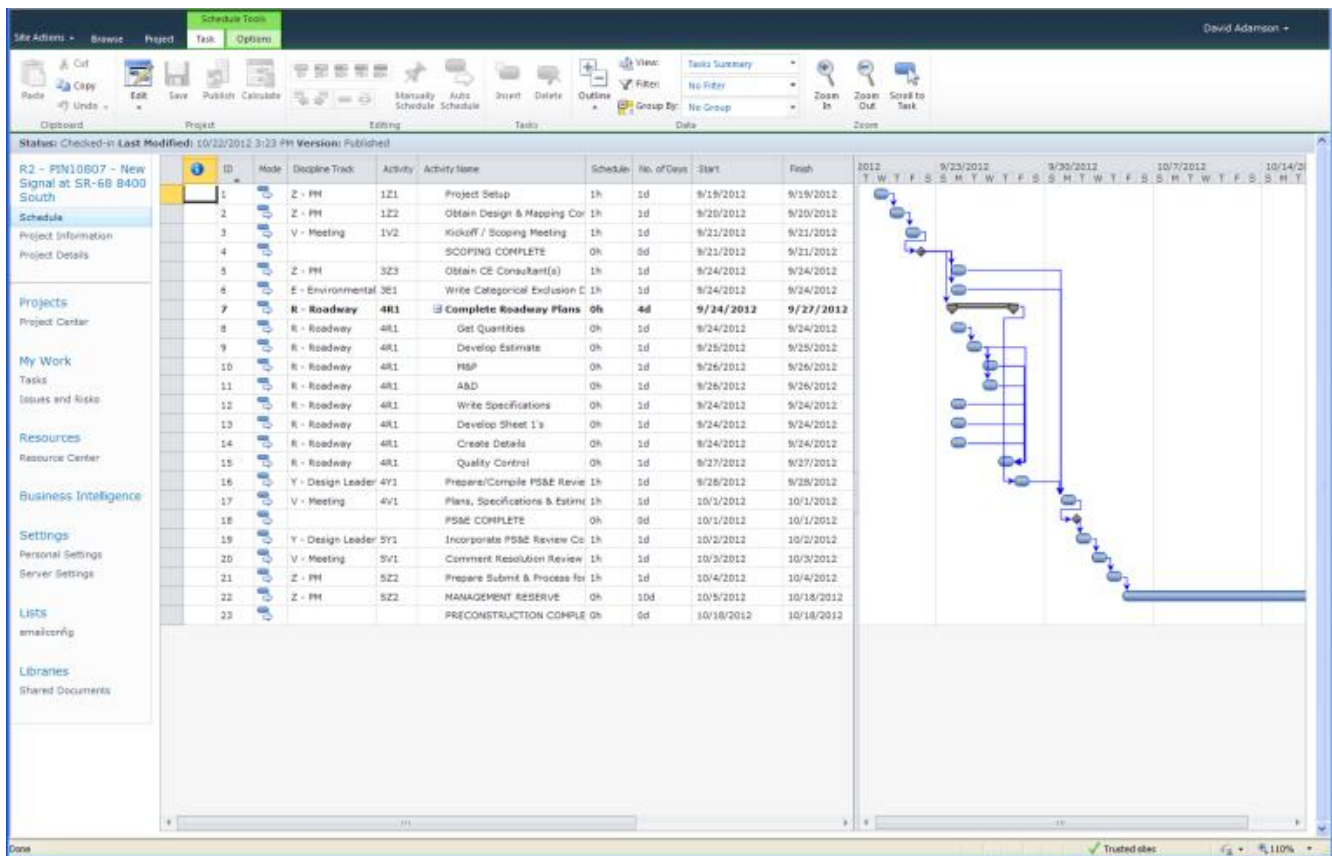 Schedule Tools
Site Actions Browse Project Task Options David Adamson
Cut
Copy
Undo
Paste Edit Save Publish Calculate Manually Schedule Auto Schedule Insert Delete Outline
View: Tasks Summary
Filter: No Filter
Group By: No Group
Zoom In Zoom Out Scroll to Task
Clipboard Project Editing Tasks Data Zoom
Status: Checked-in Last Modified: 10/22/2012 3:23 PM Version: Published
R2 - PIN10807 - New Signal at SR-68 8400 South
Schedule
Project Information
Project Details
Projects
Project Center
My Work
Tasks
Issues and Risks
Resources
Resource Center
Business Intelligence
Settings
Personal Settings
Server Settings
Lists
emailconfig
Libraries
Shared Documents
ID Mode Discipline Track Activity Activity Name Schedule No. of Days Start Finish
1 Z - PM 1Z1 Project Setup 1h 1d 9/19/2012 9/19/2012
2 Z - PM 1Z2 Obtain Design & Mapping Cor 1h 1d 9/20/2012 9/20/2012
3 V - Meeting 1V2 Kickoff / Scoping Meeting 1h 1d 9/21/2012 9/21/2012
4 SCOPING COMPLETE 0h 0d 9/21/2012 9/21/2012
5 Z - PM 3Z3 Obtain CE Consultant(s) 1h 1d 9/24/2012 9/24/2012
6 E - Environmental 3E1 Write Categorical Exclusion D 1h 1d 9/24/2012 9/24/2012
7 R - Roadway 4R1 Complete Roadway Plans 0h 4d 9/24/2012 9/27/2012
8 R - Roadway 4R1 Get Quantities 0h 1d 9/24/2012 9/24/2012
9 R - Roadway 4R1 Develop Estimate 0h 1d 9/25/2012 9/25/2012
10 R - Roadway 4R1 M&P 0h 1d 9/26/2012 9/26/2012
11 R - Roadway 4R1 A&D 0h 1d 9/26/2012 9/26/2012
12 R - Roadway 4R1 Write Specifications 0h 1d 9/24/2012 9/24/2012
13 R - Roadway 4R1 Develop Sheet 1's 0h 1d 9/24/2012 9/24/2012
14 R - Roadway 4R1 Create Details 0h 1d 9/24/2012 9/24/2012
15 R - Roadway 4R1 Quality Control 0h 1d 9/27/2012 9/27/2012
16 Y - Design Leader 4Y1 Prepare/Compile PS&E Revie 1h 1d 9/28/2012 9/28/2012
17 V - Meeting 4V1 Plans, Specifications & Estima 1h 1d 10/1/2012 10/1/2012
18 PS&E COMPLETE 0h 0d 10/1/2012 10/1/2012
19 Y - Design Leader 5Y1 Incorporate PS&E Review Co 1h 1d 10/2/2012 10/2/2012
20 V - Meeting 5V1 Comment Resolution Review 1h 1d 10/3/2012 10/3/2012
21 Z - PM 5Z2 Prepare Submit & Process for 1h 1d 10/4/2012 10/4/2012
22 Z - PM 5Z2 MANAGEMENT RESERVE 0h 10d 10/5/2012 10/18/2012
23 PRECONSTRUCTION COMPLE 0h 0d 10/18/2012 10/18/2012
2012 9/23/2012 9/30/2012 10/7/2012 10/14/2
T W T F S S M T W T F S S M T W T F S S M T W T F S S M T
Done Trusted sites 110%